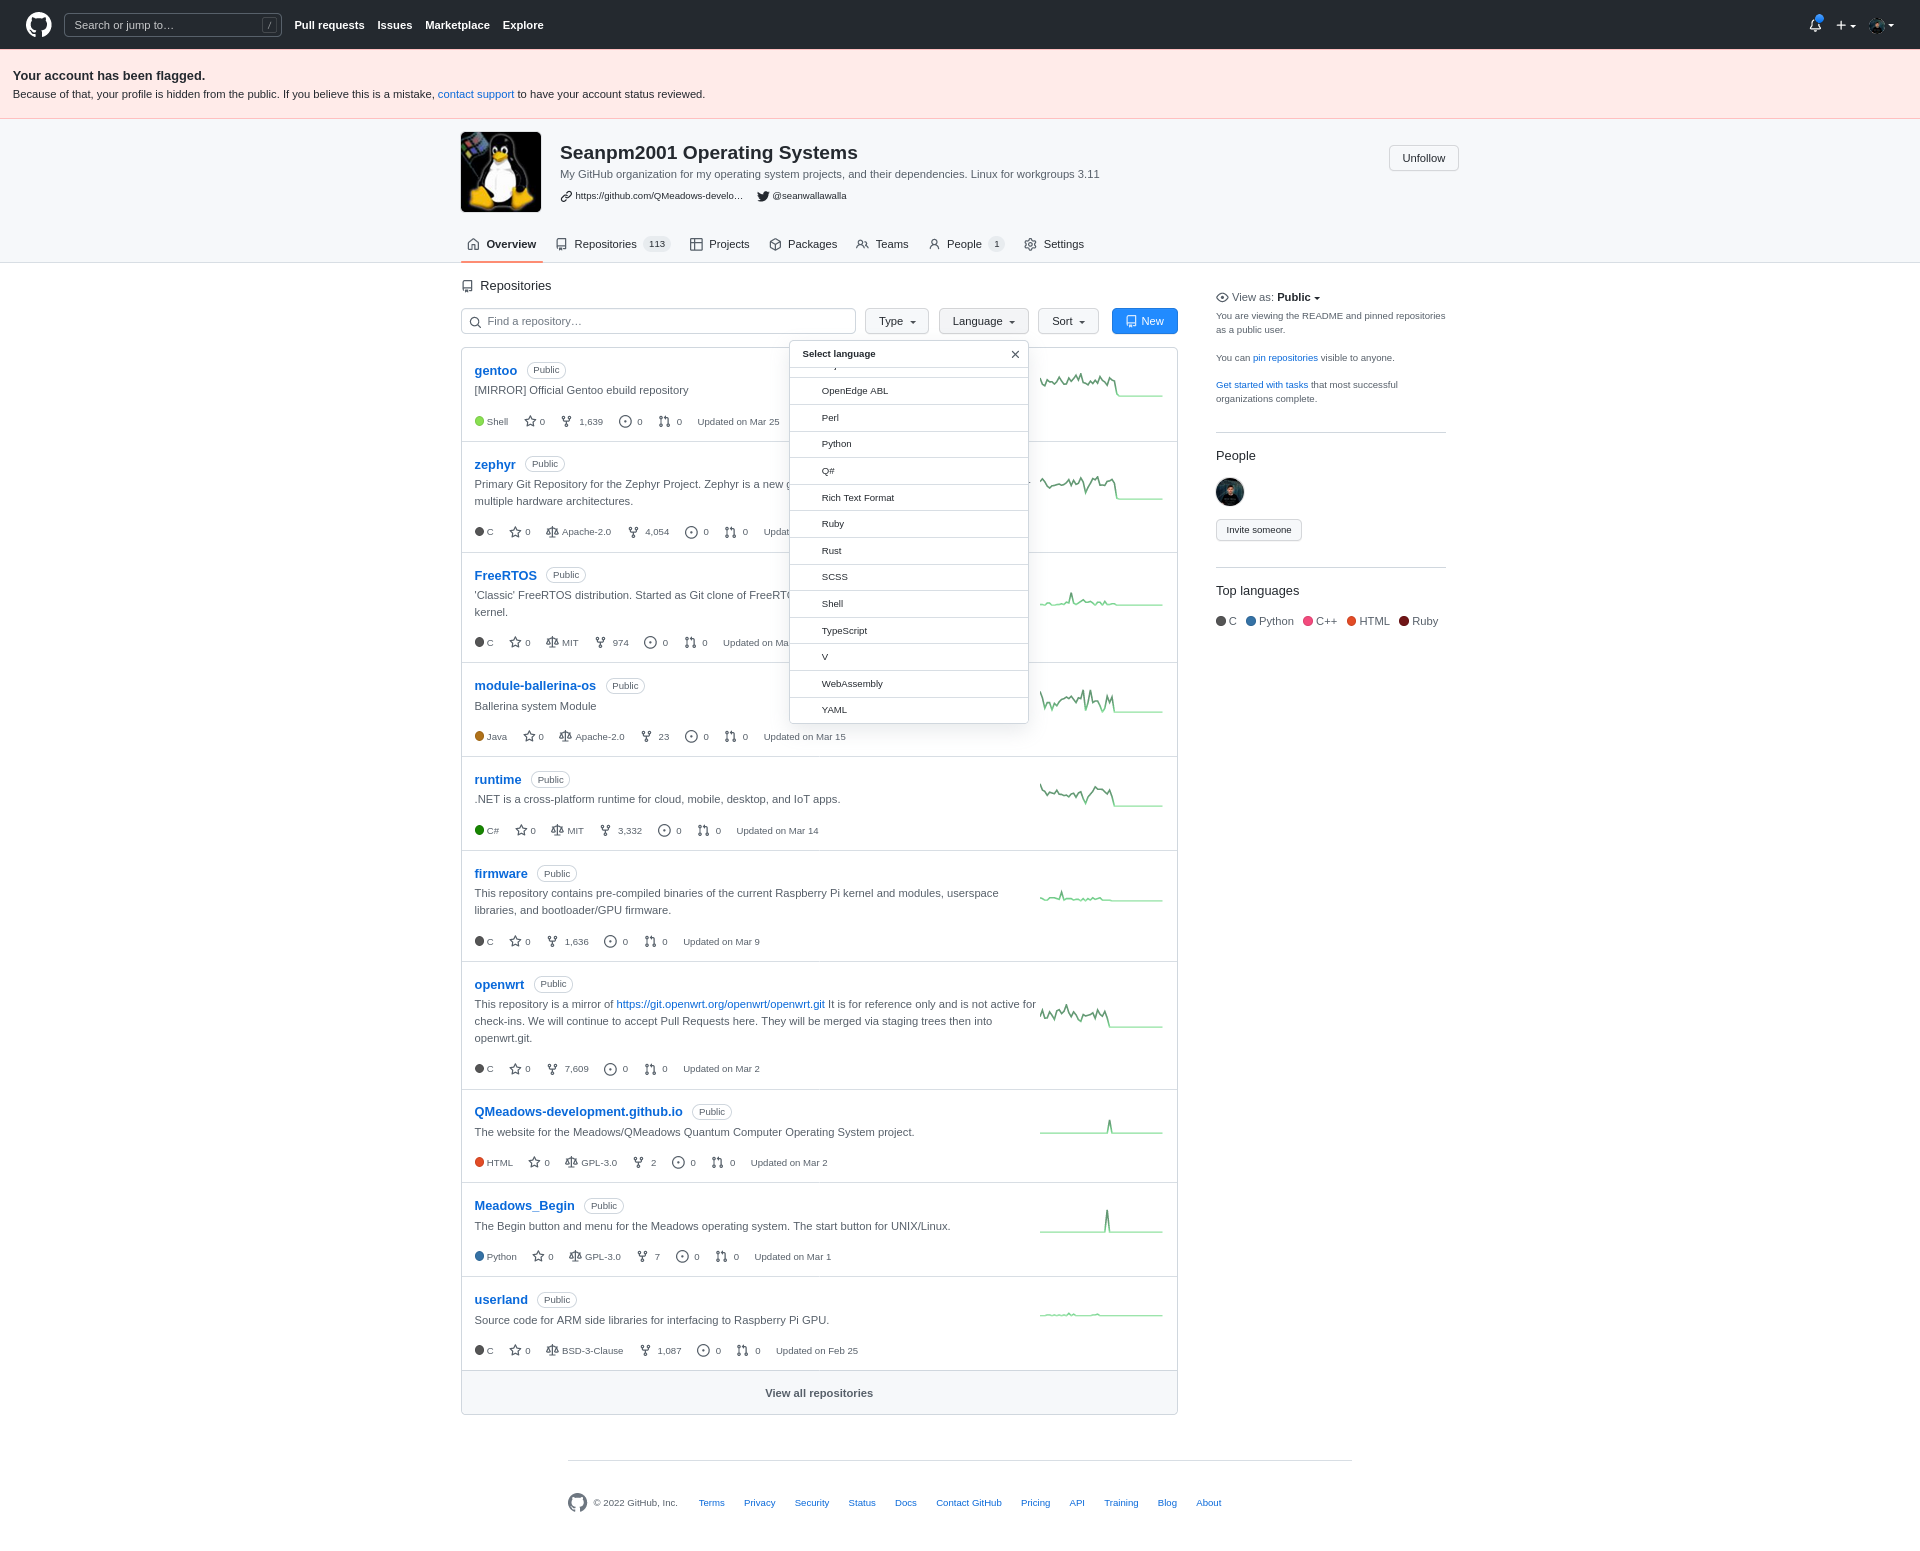 Search or jump to… /
Pull requests Issues Marketplace Explore
Your account has been flagged.
Because of that, your profile is hidden from the public. If you believe this is a mistake, contact support to have your account status reviewed.
Seanpm2001 Operating Systems
Unfollow
My GitHub organization for my operating system projects, and their dependencies. Linux for workgroups 3.11
https://github.com/QMeadows-develo… @seanwallawalla
Overview Repositories 113 Projects Packages Teams People 1 Settings
Repositories
Find a repository… Type Language Sort New
Select language
OpenEdge ABL
Perl
Python
Q#
Rich Text Format
Ruby
Rust
SCSS
Shell
TypeScript
V
WebAssembly
YAML
gentoo Public
[MIRROR] Official Gentoo ebuild repository
Shell 0 1,639 0 0 Updated on Mar 25
zephyr Public
Primary Git Repository for the Zephyr Project. Zephyr is a new
multiple hardware architectures.
C 0 Apache-2.0 4,054 0 0
FreeRTOS Public
'Classic' FreeRTOS distribution. Started as Git clone of
kernel.
C 0 MIT 974 0 0 Updated on
module-ballerina-os Public
Ballerina system Module
Java 0 Apache-2.0 23 0 0 Updated on Mar 15
runtime Public
.NET is a cross-platform runtime for cloud, mobile, desktop, and IoT apps.
C# 0 MIT 3,332 0 0 Updated on Mar 14
firmware Public
This repository contains pre-compiled binaries of the current Raspberry Pi kernel and modules, userspace
libraries, and bootloader/GPU firmware.
C 0 1,636 0 0 Updated on Mar 9
openwrt Public
This repository is a mirror of https://git.openwrt.org/openwrt/openwrt.git It is for reference only and is not active for
check-ins. We will continue to accept Pull Requests here. They will be merged via staging trees then into
openwrt.git.
C 0 7,609 0 0 Updated on Mar 2
QMeadows-development.github.io Public
The website for the Meadows/QMeadows Quantum Computer Operating System project.
HTML 0 GPL-3.0 2 0 0 Updated on Mar 2
Meadows_Begin Public
The Begin button and menu for the Meadows operating system. The start button for UNIX/Linux.
Python 0 GPL-3.0 7 0 0 Updated on Mar 1
userland Public
Source code for ARM side libraries for interfacing to Raspberry Pi GPU.
C 0 BSD-3-Clause 1,087 0 0 Updated on Feb 25
View all repositories
View as: Public
You are viewing the README and pinned repositories
as a public user.
You can pin repositories visible to anyone.
Get started with tasks that most successful
organizations complete.
People
Invite someone
Top languages
C Python C++ HTML Ruby
© 2022 GitHub, Inc. Terms Privacy Security Status Docs Contact GitHub Pricing API Training Blog About